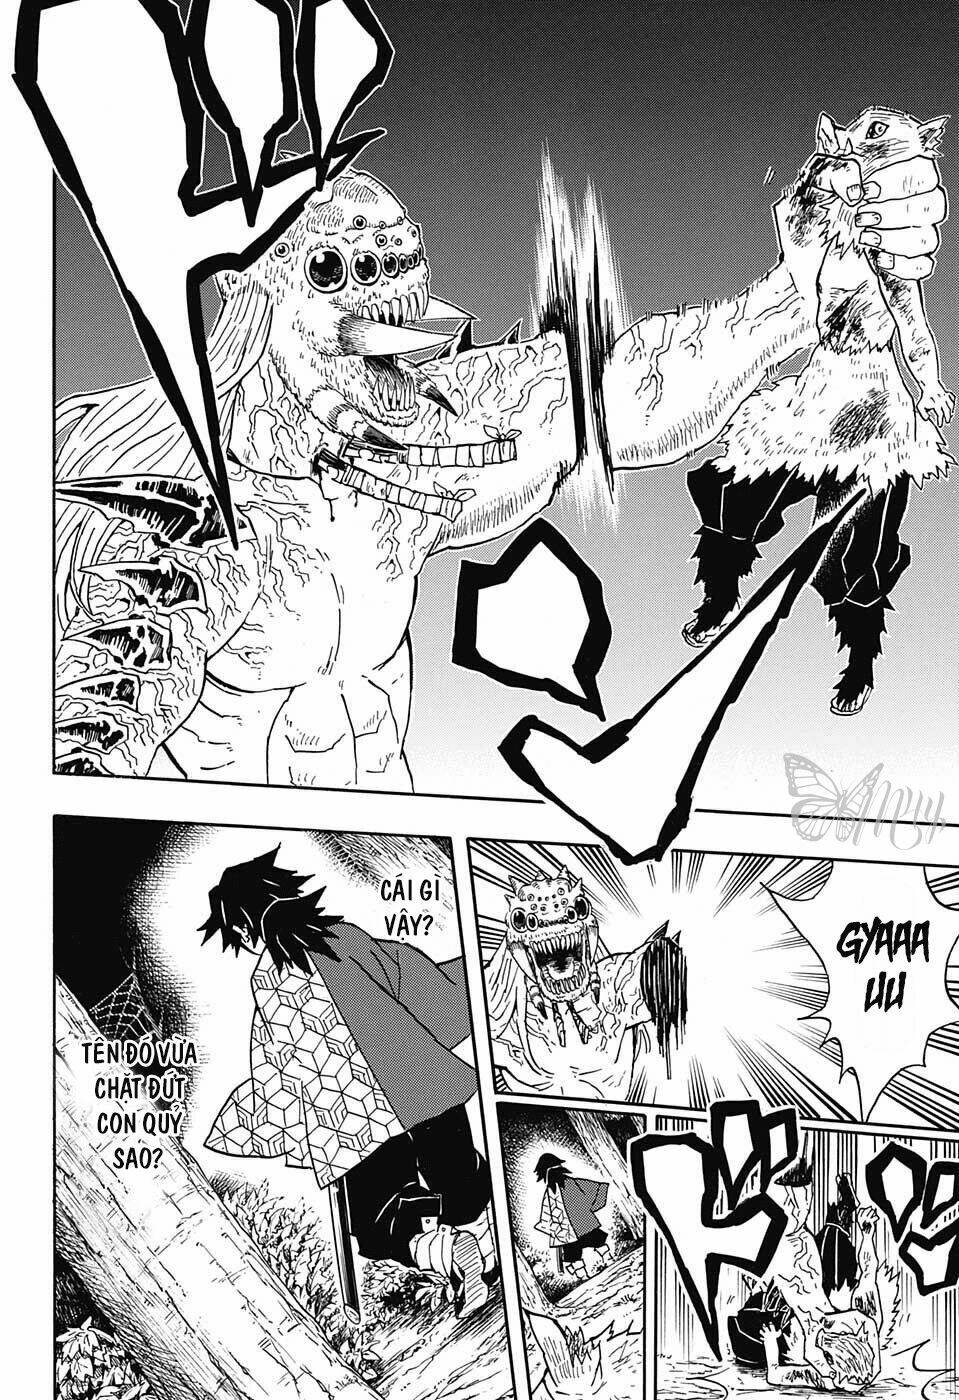 GYAAA
UU
CÁI GÌ
VẬY?
TÊN ĐÓ VỪA
CHẶT ĐỨT
CON QUỶ
SAO?